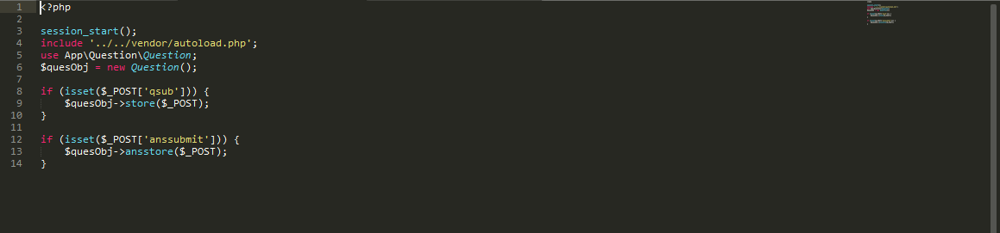 1 <?php
2
3 session_start();
4 include '../../vendor/autoload.php';
5 use App\Question\Question;
6 $quesObj = new Question();
7
8 if (isset($_POST['qsub'])) {
9     $quesObj->store($_POST);
10 }
11
12 if (isset($_POST['anssubmit'])) {
13     $quesObj->ansstore($_POST);
14 }